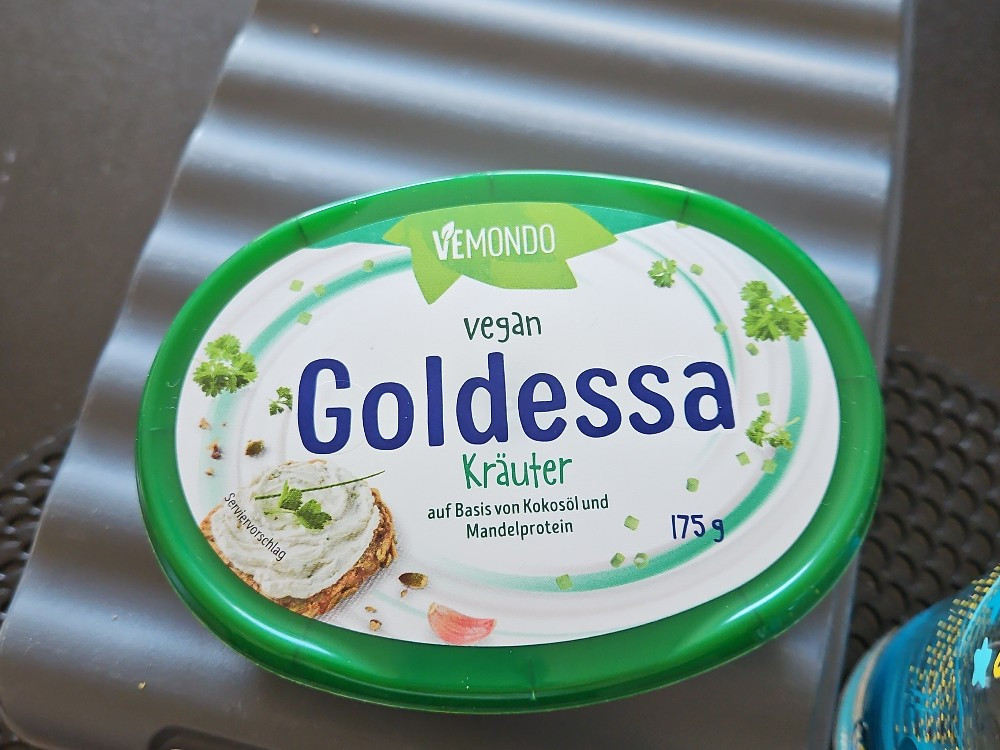 VEMONDO
vegan
Goldessa
Kräuter
auf Basis von Kokosöl und
Mandelprotein
175 g
Serviervorschlag